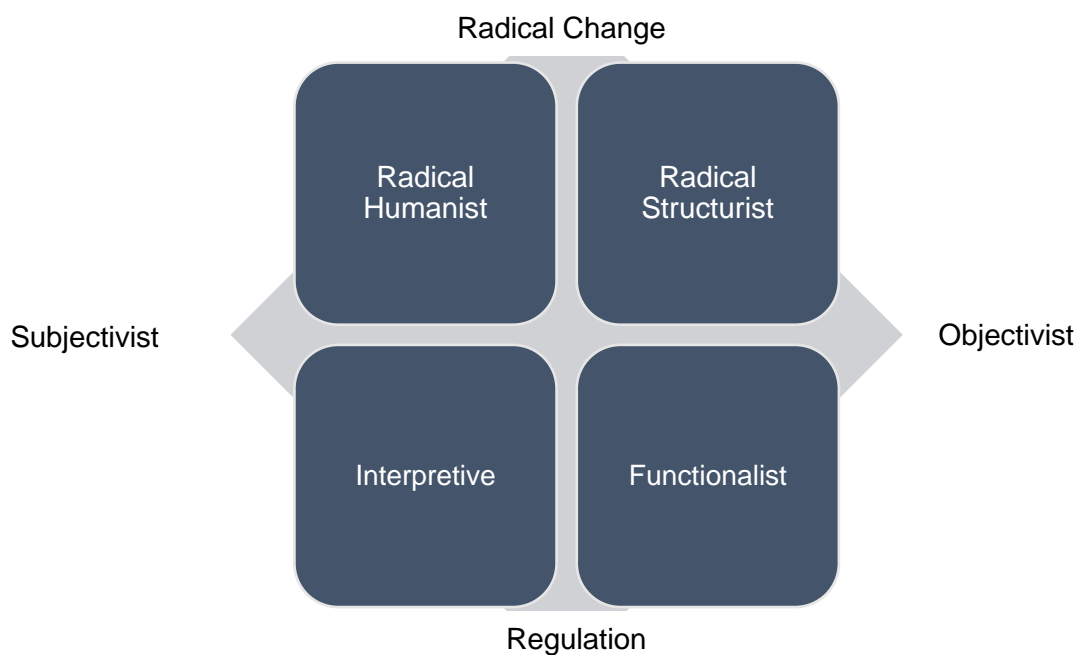 Radical Change
Radical
Humanist
Radical
Structurist
Subjectivist
Objectivist
Interpretive
Functionalist
Regulation